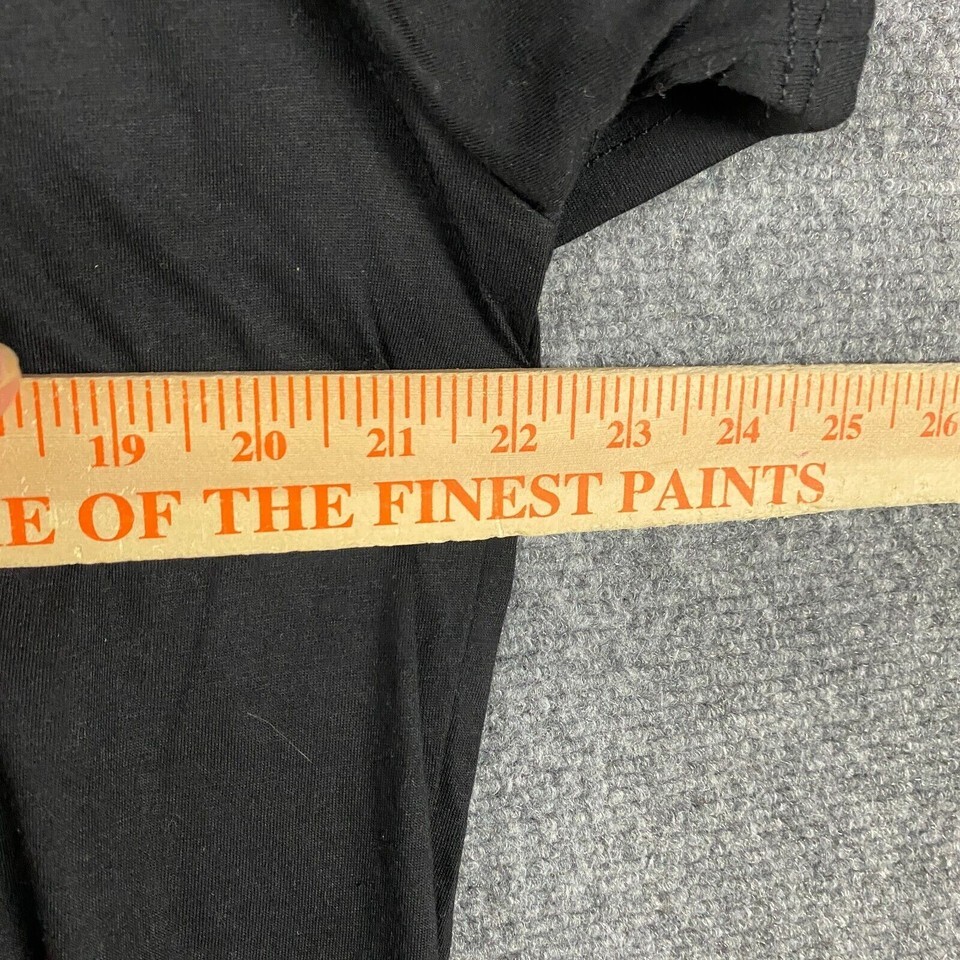 19 20 21 22 23 24 25 26
E OF THE FINEST PAINTS